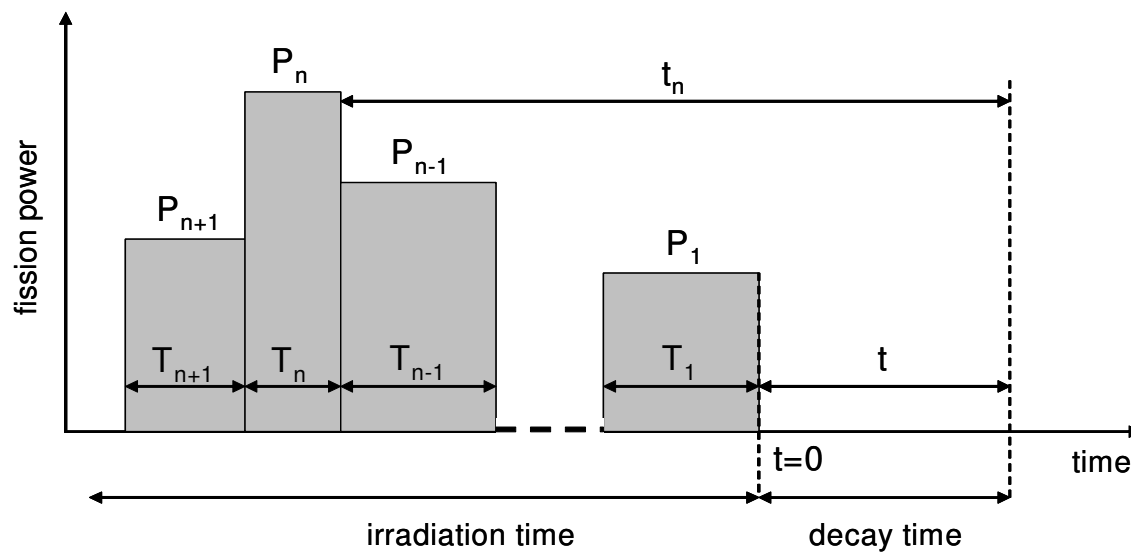 P_n
t_n
P_{n-1}
P_{n+1}
P_1
fission power
T_{n+1}
T_n
T_{n-1}
T_1
t
t=0
time
irradiation time
decay time